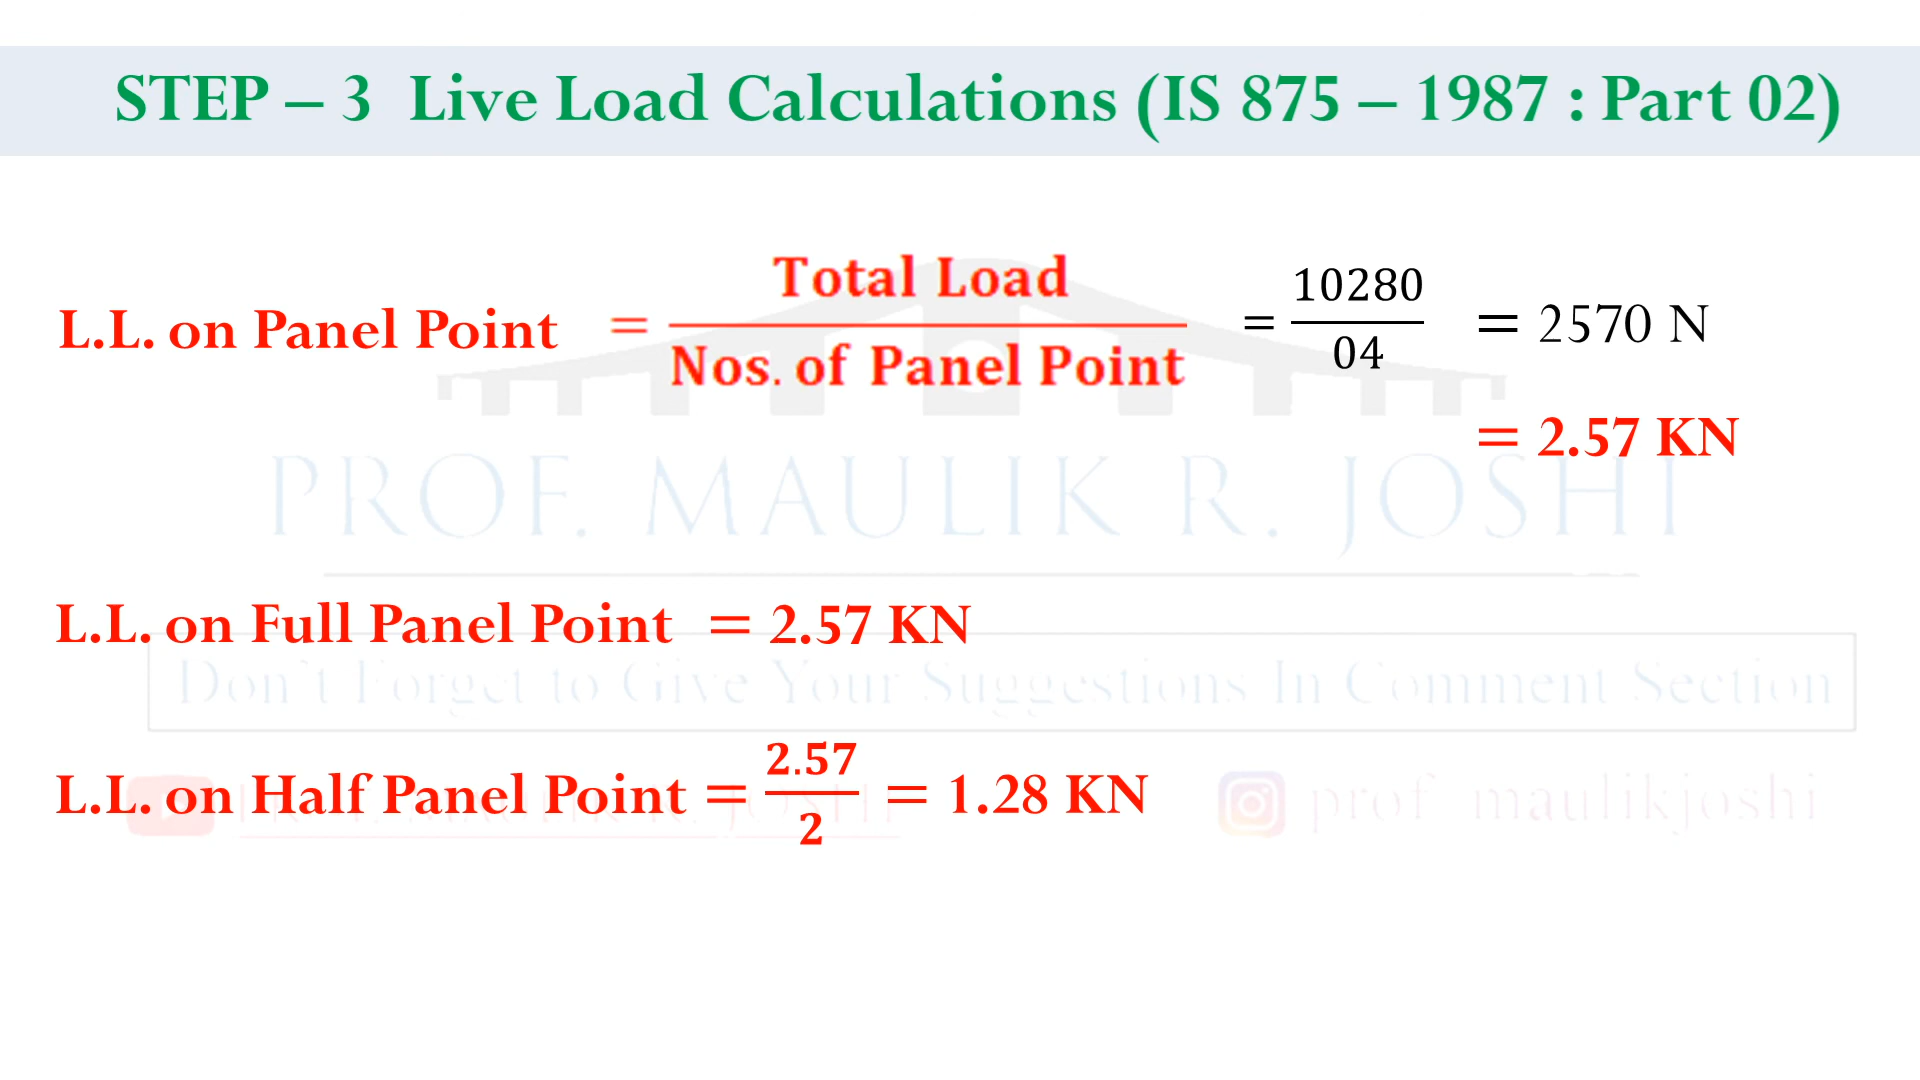 STEP – 3 Live Load Calculations (IS 875 – 1987 : Part 02)
L.L. on Panel Point = Total Load / Nos. of Panel Point = 10280 / 04 = 2570 N
= 2.57 KN
PROF. MAULIK R. JOSHI
L.L. on Full Panel Point = 2.57 KN
Don't Forget to Give Your Suggestions In Comment Section
L.L. on Half Panel Point = 2.57 / 2 = 1.28 KN
prof_maulikjoshi